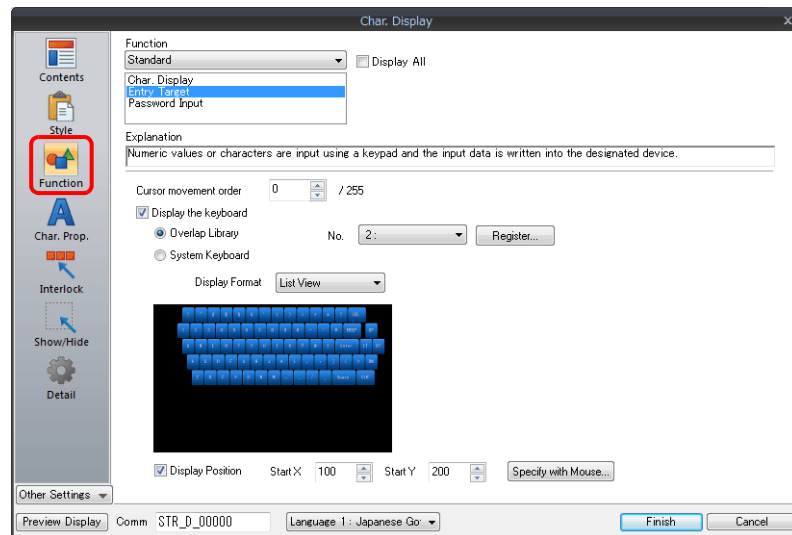 Char. Display
Contents
Style
Function
Char. Prop.
Interlock
Show/Hide
Detail
Other Settings
Function
Standard
Display All
Char. Display
Entry Target
Password Input
Explanation
Numeric values or characters are input using a keypad and the input data is written into the designated device.
Cursor movement order 0 / 255
Display the keyboard
Overlap Library No. 2 : Register...
System Keyboard
Display Format List View
Display Position Start X 100 Start Y 200 Specify with Mouse...
Preview Display Comm STR_D_00000 Language 1 : Japanese Go Finish Cancel